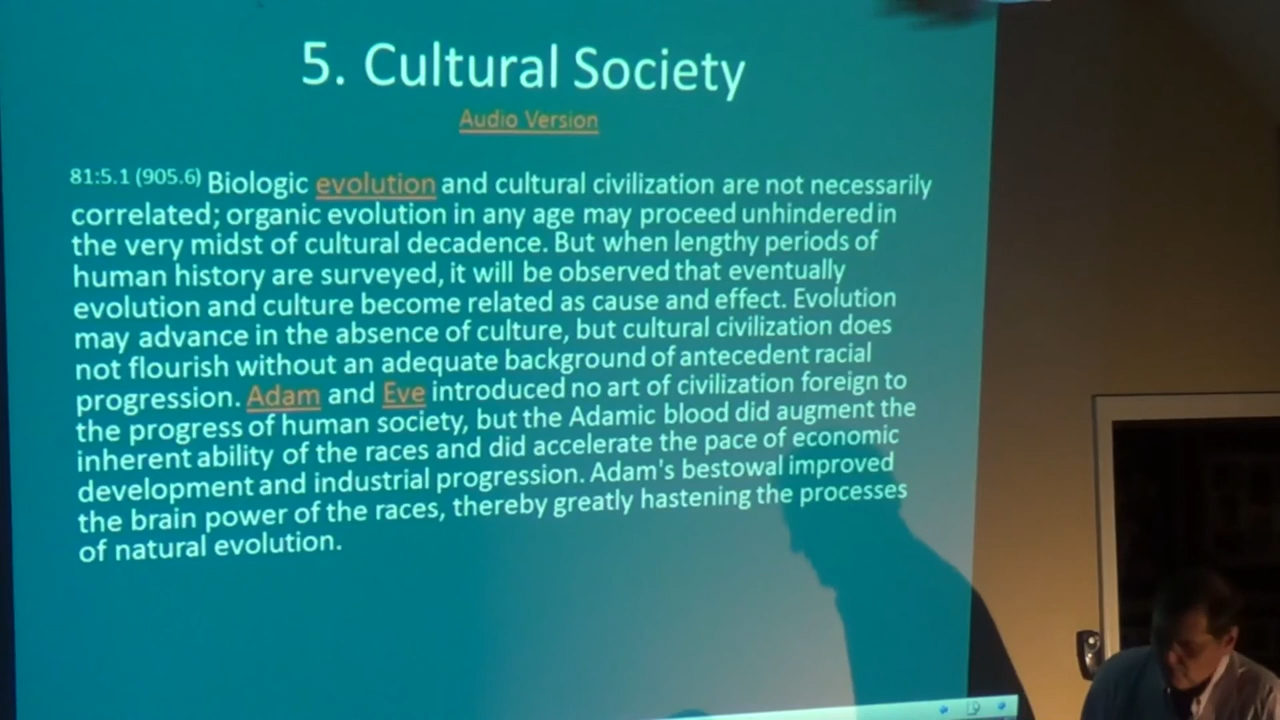 5. Cultural Society
Audio Version
81:5.1 (905.6) Biologic evolution and cultural civilization are not necessarily
correlated; organic evolution in any age may proceed unhindered in
the very midst of cultural decadence. But when lengthy periods of
human history are surveyed, it will be observed that eventually
evolution and culture become related as cause and effect. Evolution
may advance in the absence of culture, but cultural civilization does
not flourish without an adequate background of antecedent racial
progression. Adam and Eve introduced no art of civilization foreign to
the progress of human society, but the Adamic blood did augment the
inherent ability of the races and did accelerate the pace of economic
development and industrial progression. Adam's bestowal improved
the brain power of the races, thereby greatly hastening the processes
of natural evolution.